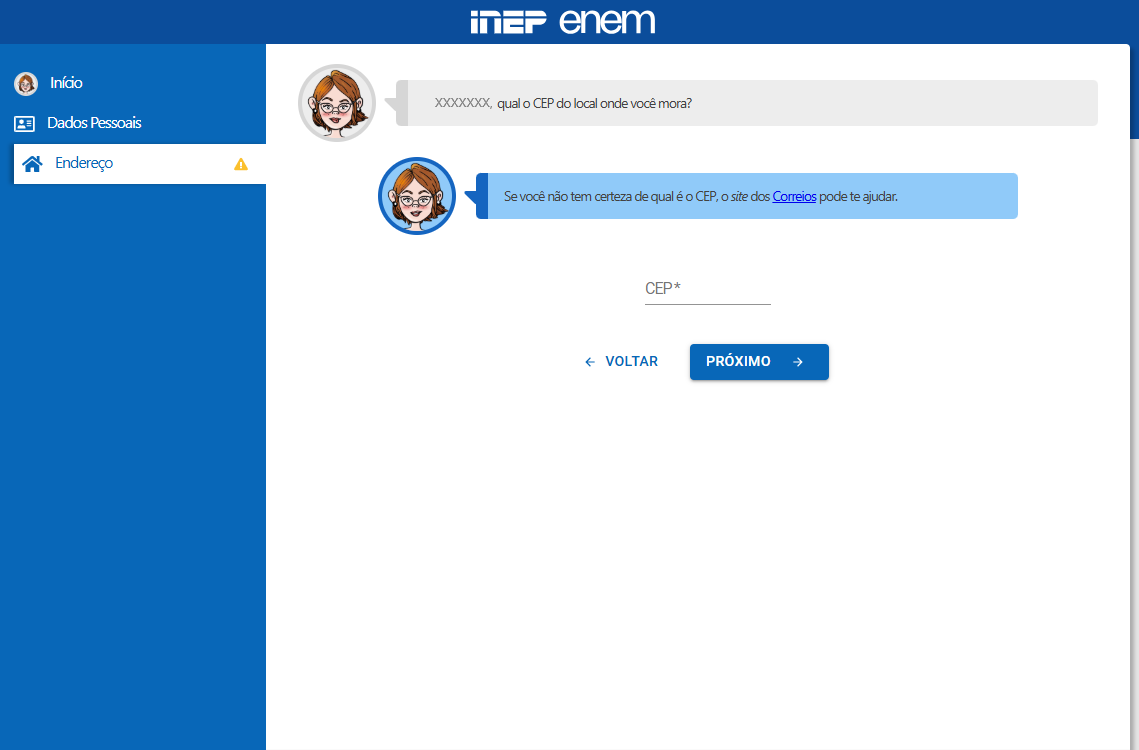 inep enem
Início
Dados Pessoais
Endereço
XXXXXXX, qual o CEP do local onde você mora?
Se você não tem certeza de qual é o CEP, o site dos Correios pode te ajudar.
CEP*
VOLTAR
PRÓXIMO